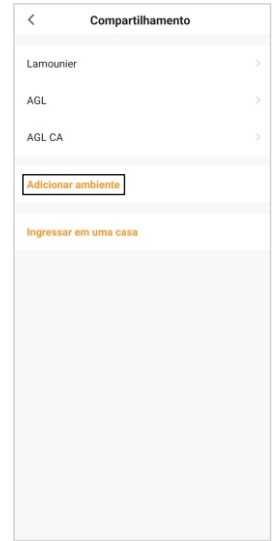 Compartilhamento
Lamounier
AGL
AGL CA
Adicionar ambiente
Ingressar em uma casa